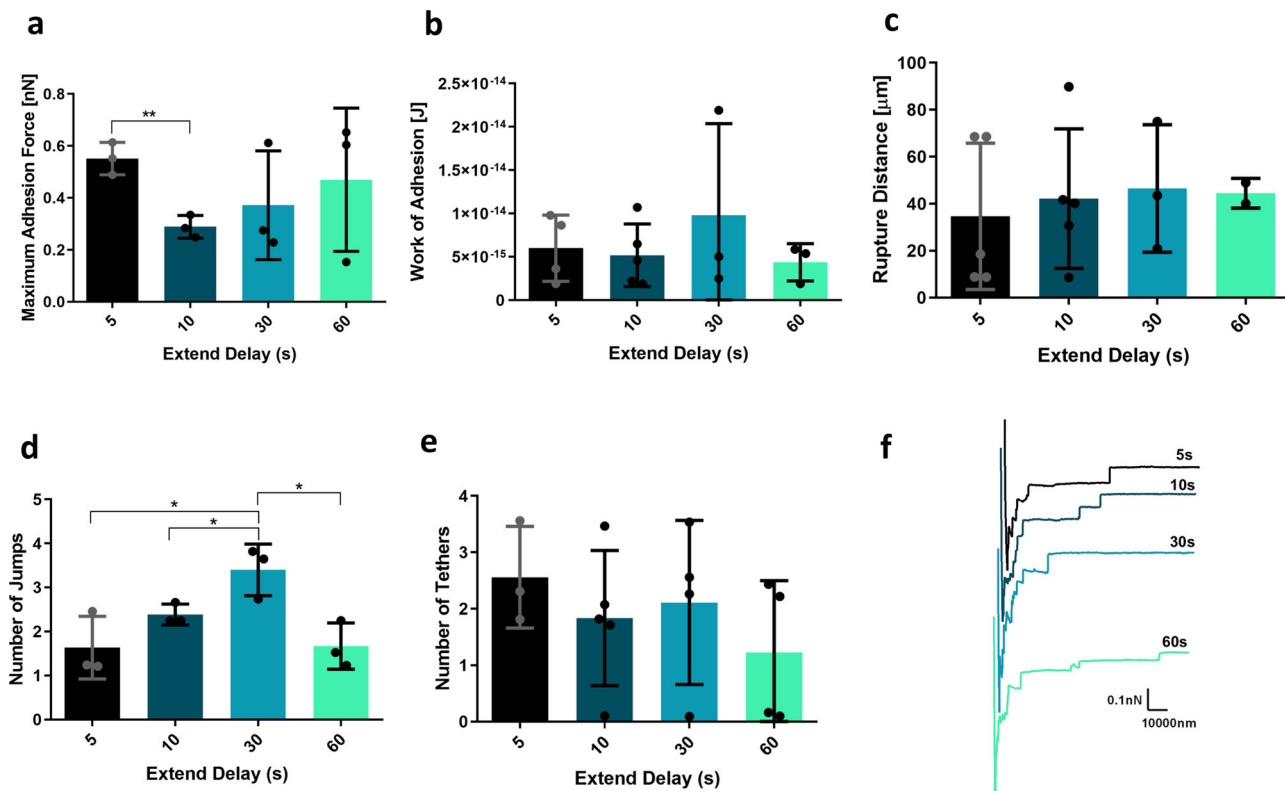 a
Maximum Adhesion Force [nN]
0.8
0.6
0.4
0.2
0.0
**
5
10
30
60
Extend Delay (s)
b
Work of Adhesion [J]
2.5×10-14
2×10-14
1.5×10-14
1×10-14
5×10-15
0
5
10
30
60
Extend Delay (s)
c
Rupture Distance [μm]
100
80
60
40
20
0
5
10
30
60
Extend Delay (s)
d
Number of Jumps
5
4
3
2
1
0
*
*
*
5
10
30
60
Extend Delay (s)
e
Number of Tethers
4
3
2
1
0
5
10
30
60
Extend Delay (s)
f
5s
10s
30s
60s
0.1nN
10000nm